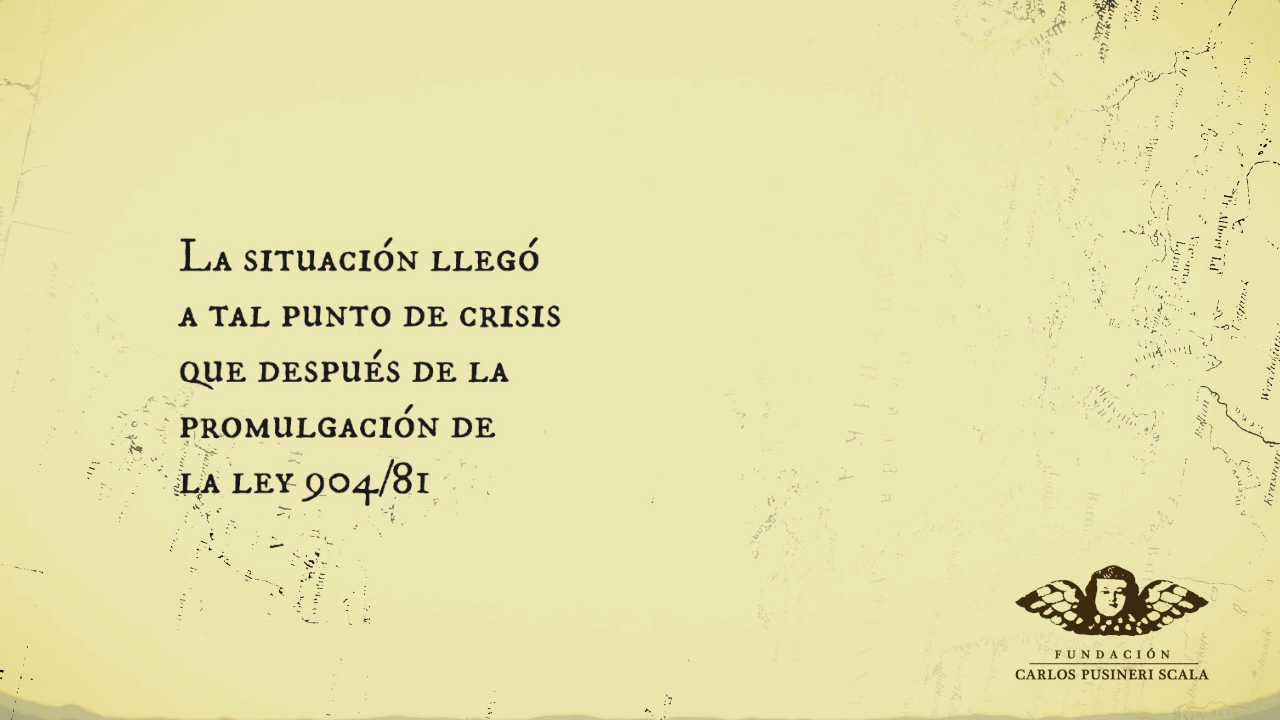 La situación llegó
a tal punto de crisis
que después de la
promulgación de
la ley 904/81
FUNDACIÓN
CARLOS PUSINERI SCALA